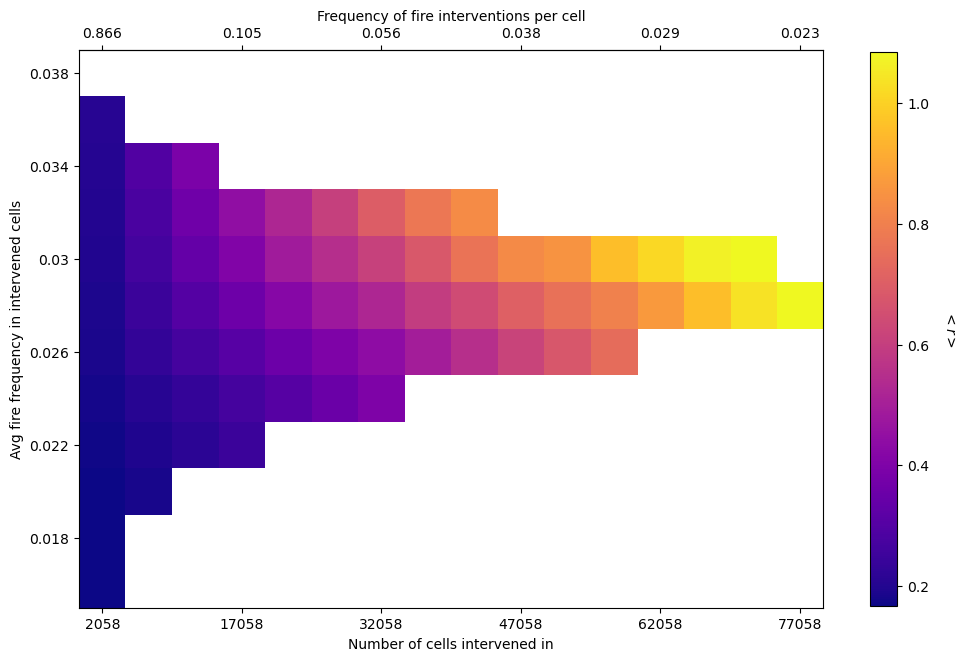 Frequency of fire interventions per cell
0.866 0.105 0.056 0.038 0.029 0.023
Avg fire frequency in intervened cells
0.038
0.034
0.03
0.026
0.022
0.018
2058 17058 32058 47058 62058 77058
Number of cells intervened in
1.0
0.8
0.6
0.4
0.2
< r >